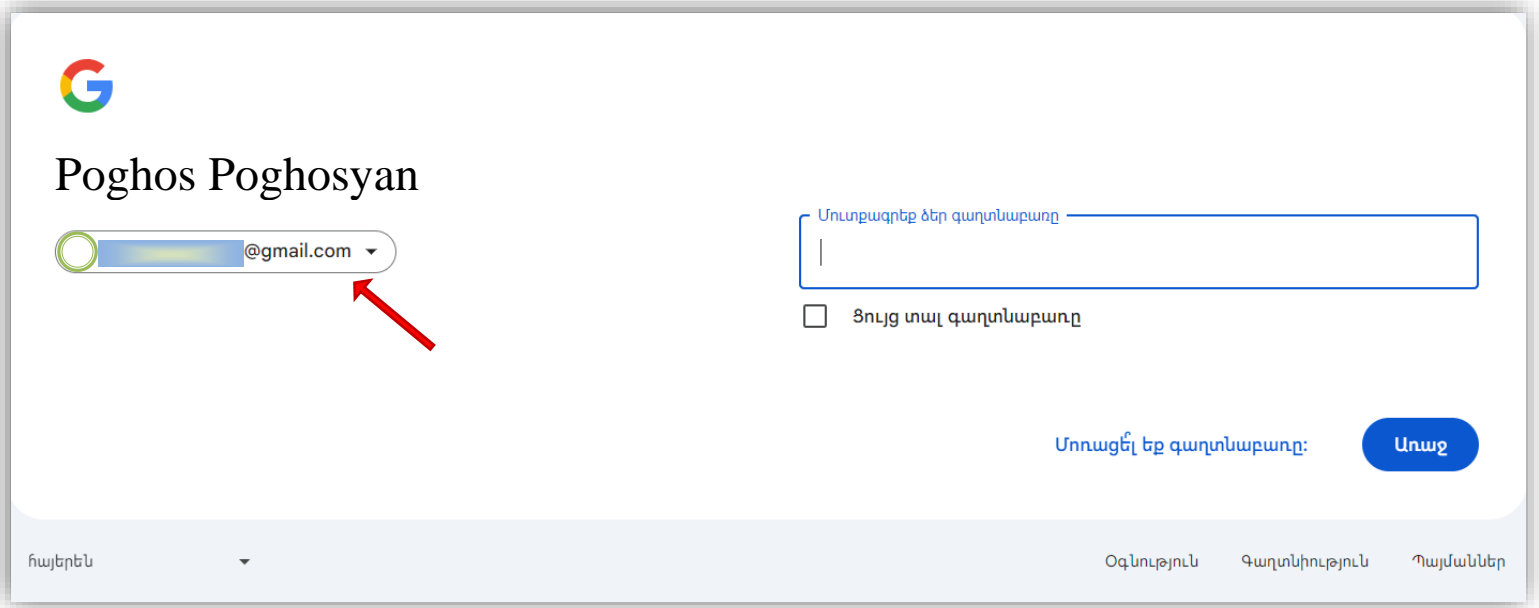 Poghos Poghosyan
@gmail.com
Մուտքագրեք ձեր գաղտնաբառը
Ցույց տալ գաղտնաբառը
Մոռացե՞լ եք գաղտնաբառը:
Առաջ
հայերեն
Օգնություն
Գաղտնիություն
Պայմաններ